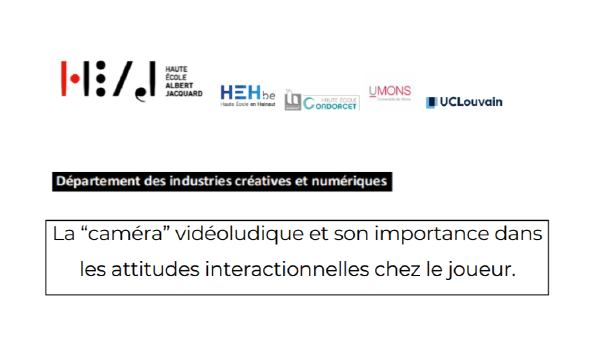 HAUTE
ÉCOLE
ALBERT
JACQUARD
HEH.be
Haute École en Hainaut
HAUTE ÉCOLE
CONDORCET
UMONS
Université de Mons
UCLouvain
Département des industries créatives et numériques
La “caméra” vidéoludique et son importance dans
les attitudes interactionnelles chez le joueur.